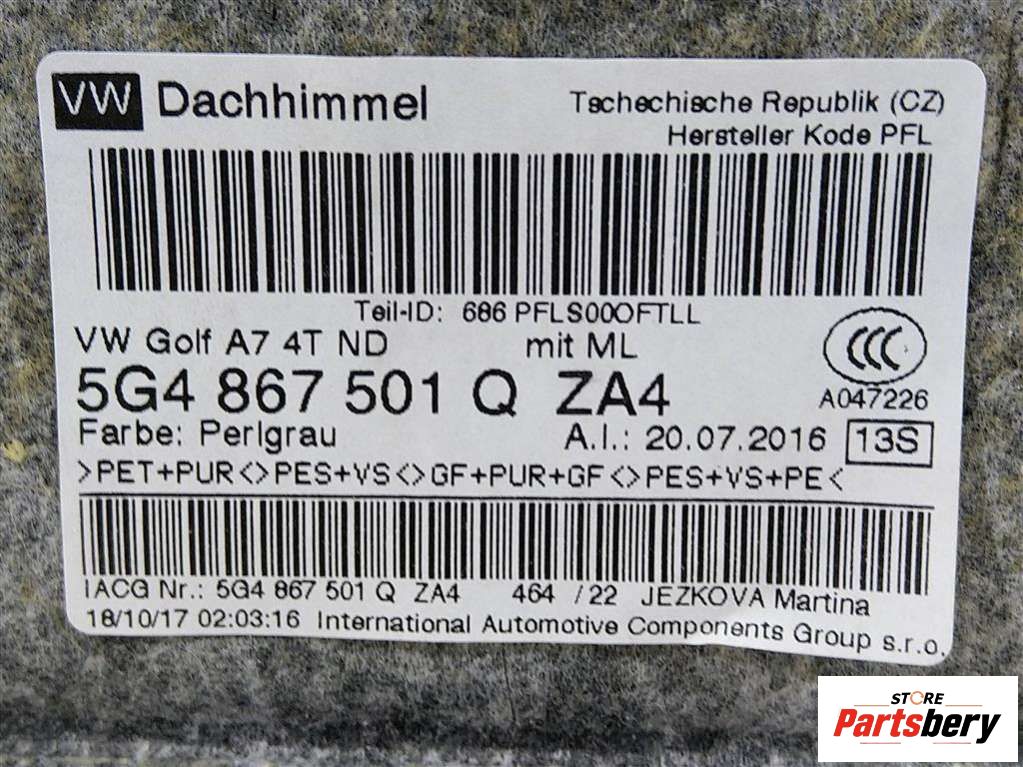 VW Dachhimmel
Tschechische Republik (CZ)
Hersteller Kode PFL
Teil-ID: 686 PFLS00OFTLL
VW Golf A7 4T ND mit ML
CCC
5G4 867 501 Q ZA4
A047226
Farbe: Perlgrau A.I.: 20.07.2016 13S
>PET+PUR<>PES+VS<>GF+PUR+GF<>PES+VS+PE<
IACG Nr.: 5G4 867 501 Q ZA4 464 /22 JEZKOVA Martina
18/10/17 02:03:16 International Automotive Components Group s.r.o.
STORE
Partsbery